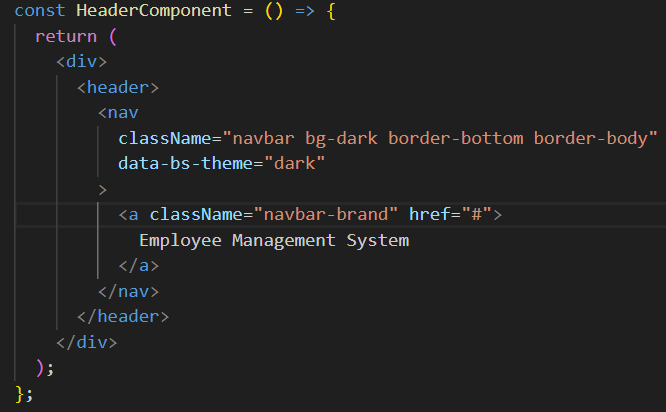 const HeaderComponent = () => {
  return (
    <div>
      <header>
        <nav
          className="navbar bg-dark border-bottom border-body"
          data-bs-theme="dark"
        >
          <a className="navbar-brand" href="#">
            Employee Management System
          </a>
        </nav>
      </header>
    </div>
  );
};